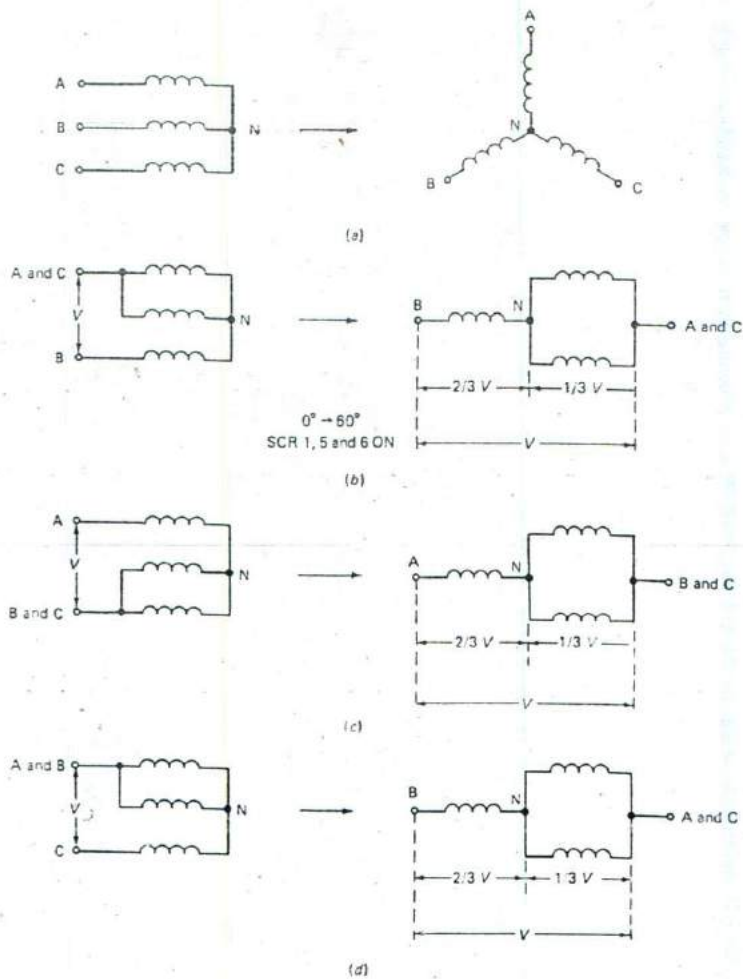 A
A
B
N
C
N
B
C
(a)
A and C
V
N
B
B
N
A and C
2/3 V
1/3 V
V
0° → 60°
SCR 1, 5 and 6 ON
(b)
A
V
N
B and C
A
N
B and C
2/3 V
1/3 V
V
(c)
A and B
V
N
C
B
N
A and C
2/3 V
1/3 V
V
(d)